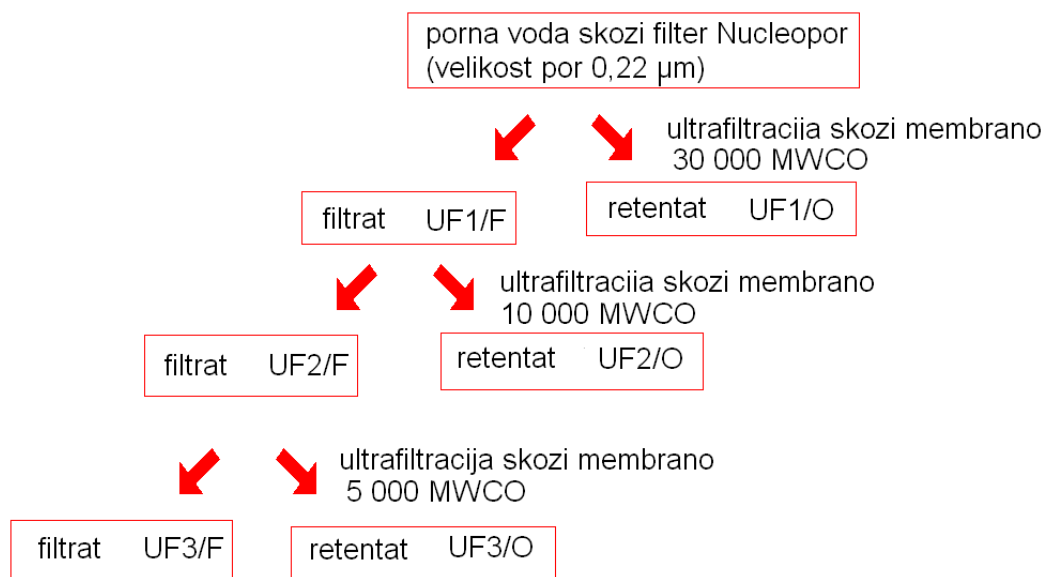 porna voda skozi filter Nucleopor
(velikost por 0,22 µm)
ultrafiltracija skozi membrano
30 000 MWCO
filtrat UF1/F
retentat UF1/O
ultrafiltraciia skozi membrano
10 000 MWCO
filtrat UF2/F
retentat UF2/O
ultrafiltracija skozi membrano
5 000 MWCO
filtrat UF3/F
retentat UF3/O